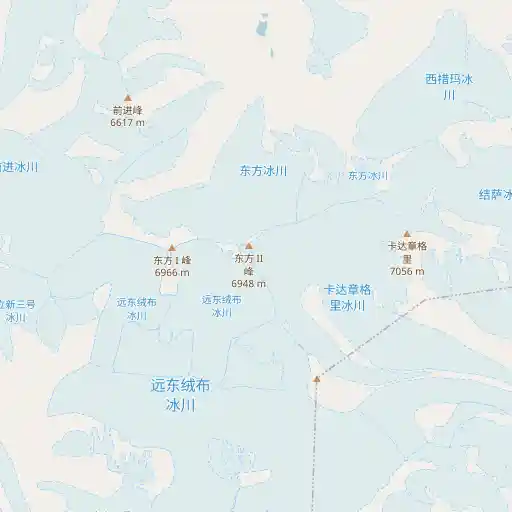 西措玛冰
川
前进峰
6617 m
进冰川
东方冰川
东方冰川
结萨冰
卡达章格
里
7056 m
东方 I 峰
6966 m
东方 II
峰
6948 m
远东绒布
冰川
远东绒布
冰川
卡达章格
里冰川
立新三号
冰川
远东绒布
冰川